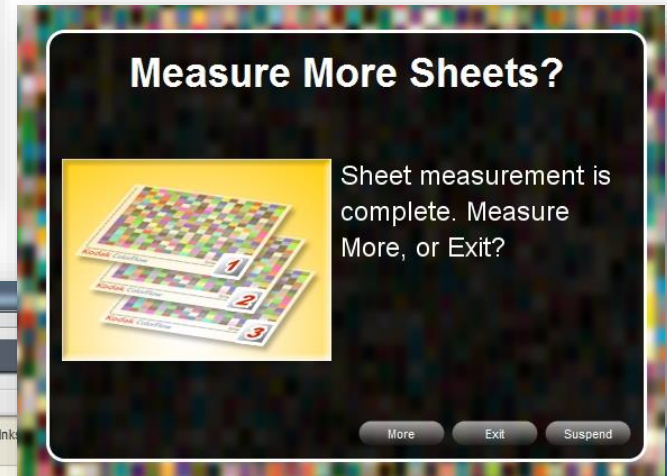 Measure More Sheets?
Sheet measurement is
complete. Measure
More, or Exit?
1
Kodak Colorflow
2
Kodak Colorflow
3
Kodak Colorflow
More Exit Suspend